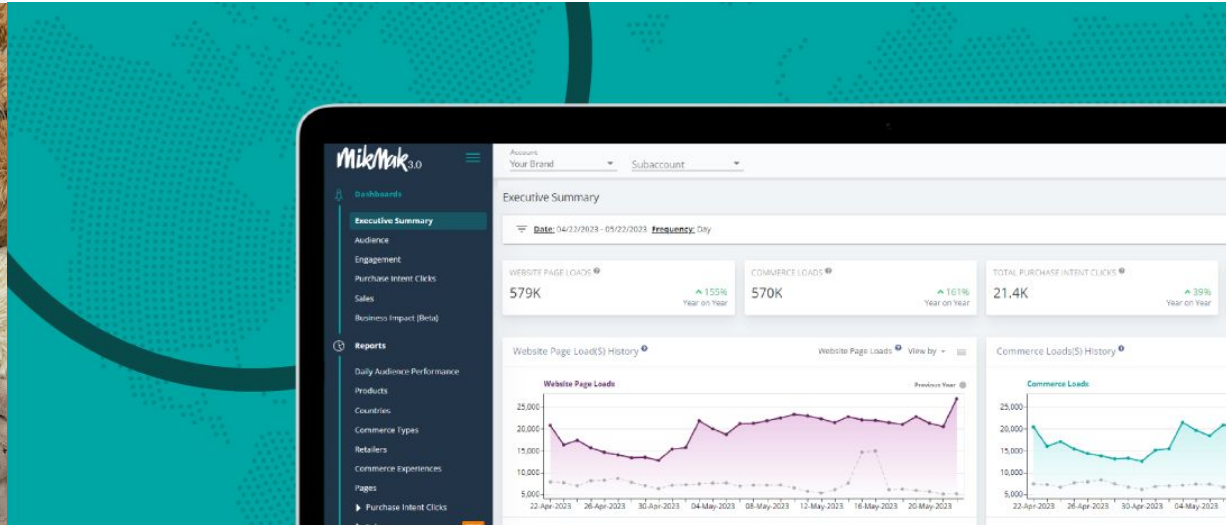 MikMak 3.0
Account
Your Brand
Subaccount
Dashboards
Executive Summary
Audience
Engagement
Purchase Intent Clicks
Sales
Business Impact (Beta)
Reports
Daily Audience Performance
Products
Countries
Commerce Types
Retailers
Commerce Experiences
Pages
Purchase Intent Clicks
Executive Summary
Date: 04/22/2023 - 05/22/2023 Frequency: Day
WEBSITE PAGE LOADS
579K
155%
Year on Year
COMMERCE LOADS
570K
161%
Year on Year
TOTAL PURCHASE INTENT CLICKS
21.4K
39%
Year on Year
Website Page Load(S) History
Website Page Loads View by
Website Page Loads
Previous Year
25,000
20,000
15,000
10,000
5,000
22-Apr-2023 26-Apr-2023 30-Apr-2023 04-May-2023 08-May-2023 12-May-2023 16-May-2023 20-May-2023
Commerce Loads(S) History
Commerce Loads
25,000
20,000
15,000
10,000
5,000
22-Apr-2023 26-Apr-2023 30-Apr-2023 04-May-2023